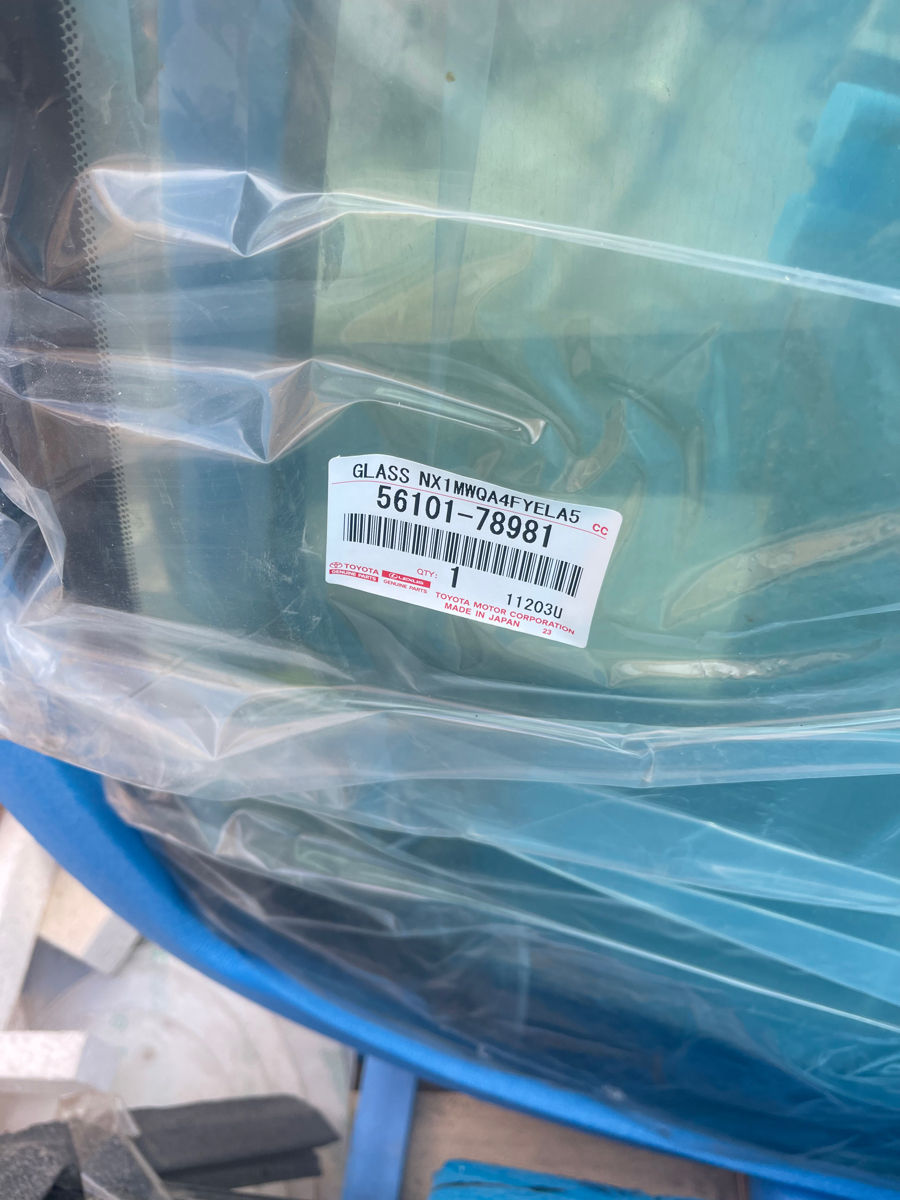 GLASS NX1MWQA4FYELA5 CC
56101-78981
TOYOTA
GENUINE PARTS
LEXUS
GENUINE PARTS
QTY: 1
11203U
TOYOTA MOTOR CORPORATION
MADE IN JAPAN 23